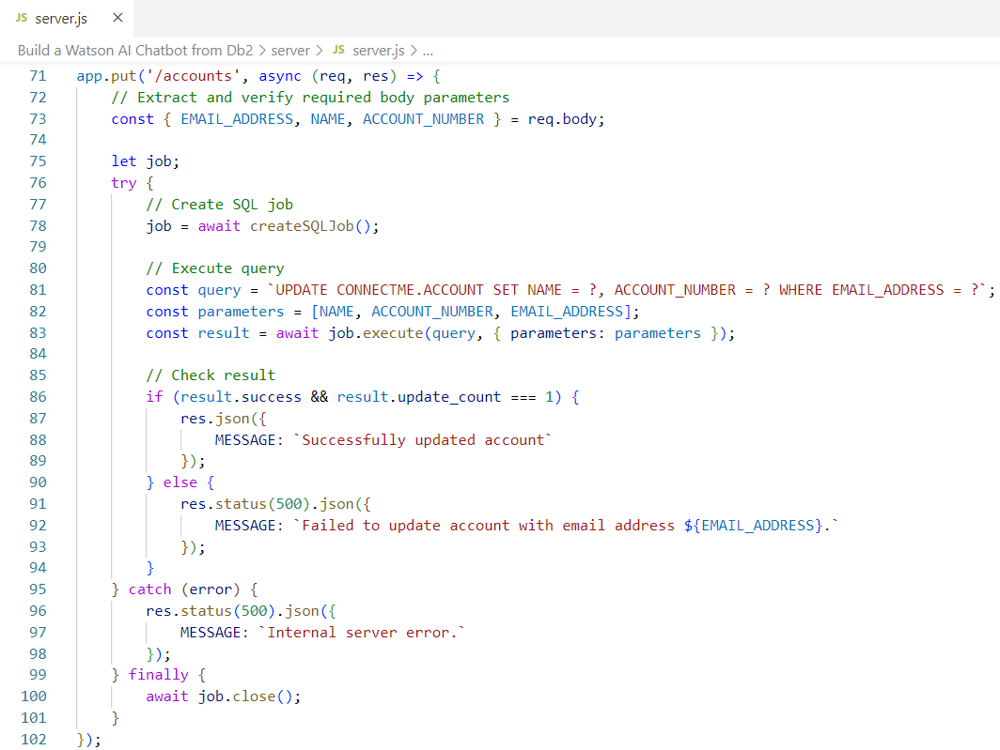 JS server.js ×
Build a Watson AI Chatbot from Db2 > server > JS server.js > ...
71 app.put('/accounts', async (req, res) => {
72     // Extract and verify required body parameters
73     const { EMAIL_ADDRESS, NAME, ACCOUNT_NUMBER } = req.body;
74
75     let job;
76     try {
77         // Create SQL job
78         job = await createSQLJob();
79
80         // Execute query
81         const query = `UPDATE CONNECTME.ACCOUNT SET NAME = ?, ACCOUNT_NUMBER = ? WHERE EMAIL_ADDRESS = ?`;
82         const parameters = [NAME, ACCOUNT_NUMBER, EMAIL_ADDRESS];
83         const result = await job.execute(query, { parameters: parameters });
84
85         // Check result
86         if (result.success && result.update_count === 1) {
87             res.json({
88                 MESSAGE: `Successfully updated account`
89             });
90         } else {
91             res.status(500).json({
92                 MESSAGE: `Failed to update account with email address ${EMAIL_ADDRESS}.`
93             });
94         }
95     } catch (error) {
96         res.status(500).json({
97             MESSAGE: `Internal server error.`
98         });
99     } finally {
100         await job.close();
101     }
102 });